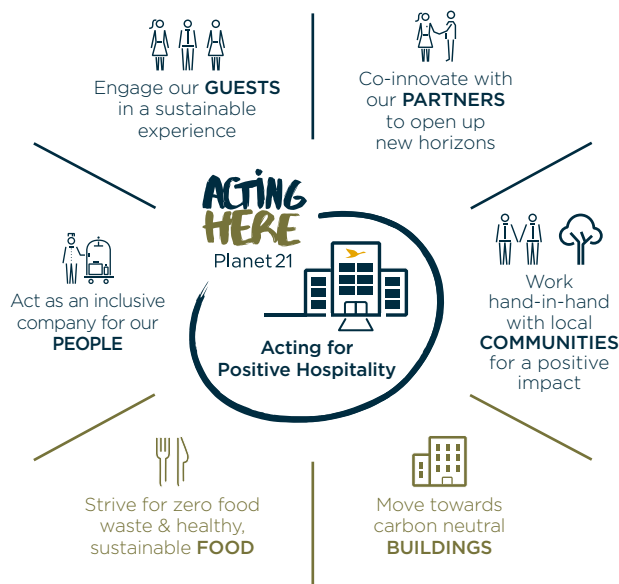 Engage our GUESTS
in a sustainable
experience
Co-innovate with
our PARTNERS
to open up
new horizons
ACTING
HERE
Planet 21
Acting for
Positive Hospitality
Act as an inclusive
company for our
PEOPLE
Work
hand-in-hand
with local
COMMUNITIES
for a positive
impact
Strive for zero food
waste & healthy,
sustainable FOOD
Move towards
carbon neutral
BUILDINGS